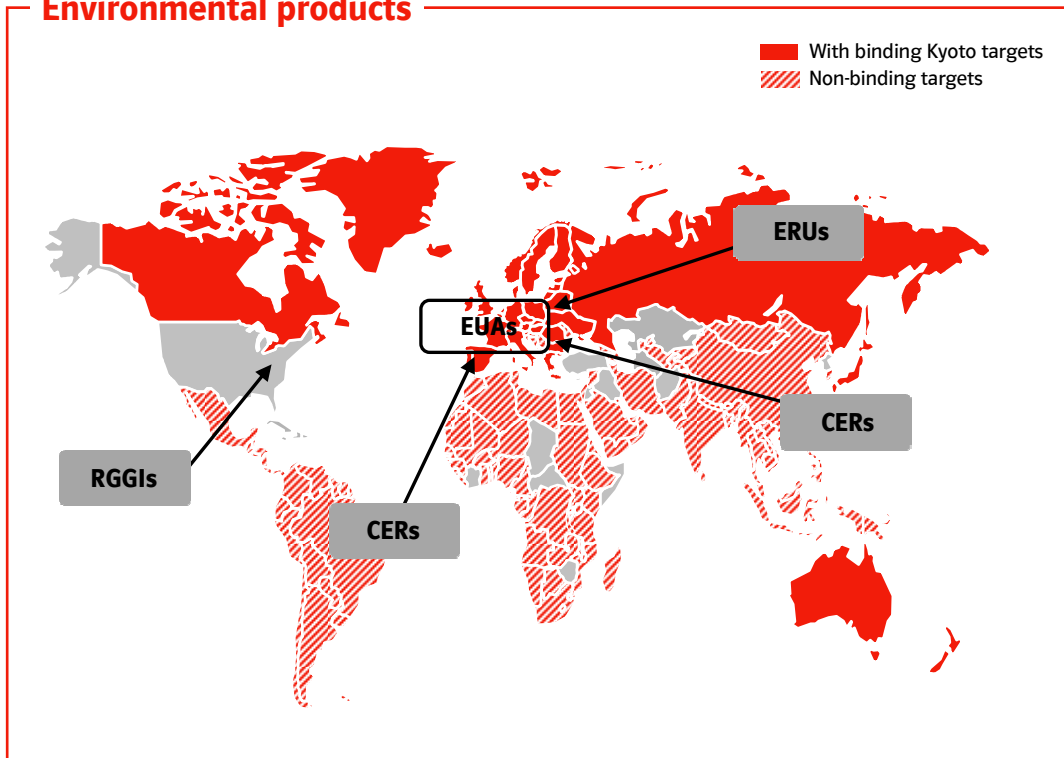 Environmental products
With binding Kyoto targets
Non-binding targets
ERUs
EUAs
CERs
RGGIs
CERs